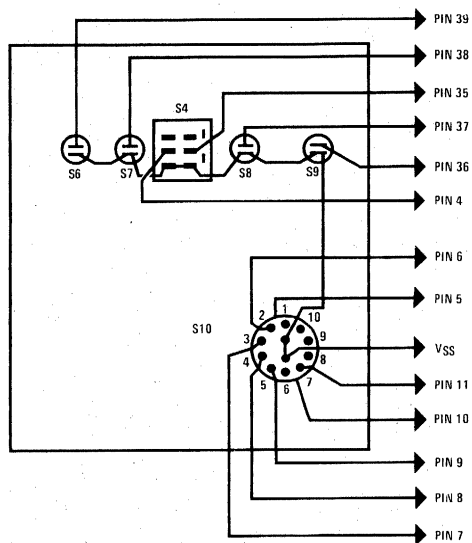 PIN 39
PIN 38
PIN 35
S4
PIN 37
S6
S7
S8
S9
PIN 36
PIN 4
PIN 6
PIN 5
1
2
10
S10
3
9
VSS
4
8
5
6
7
PIN 11
PIN 10
PIN 9
PIN 8
PIN 7